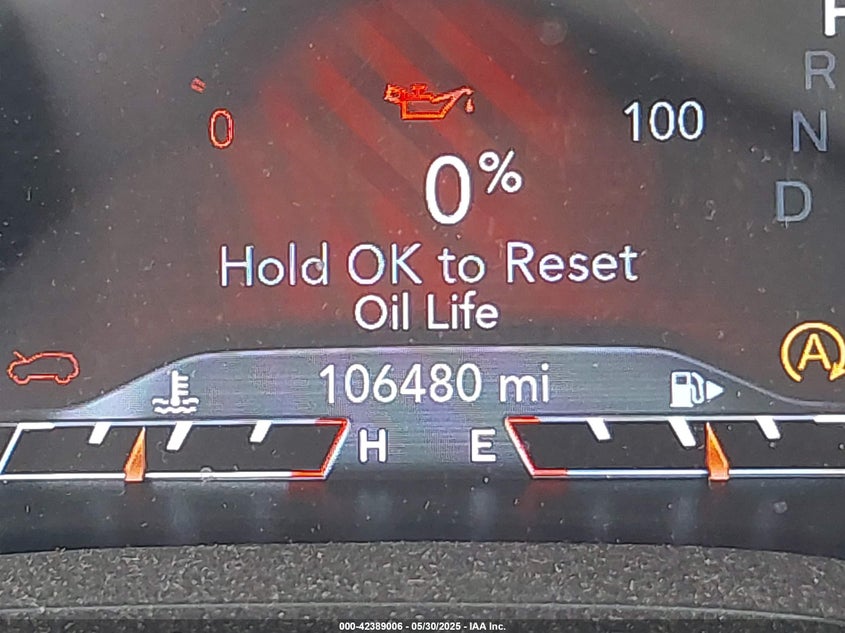 P
R
N
D
0
100
0%
Hold OK to Reset
Oil Life
A
106480 mi
H
E
000-42389006 - 05/30/2025 - IAA Inc.